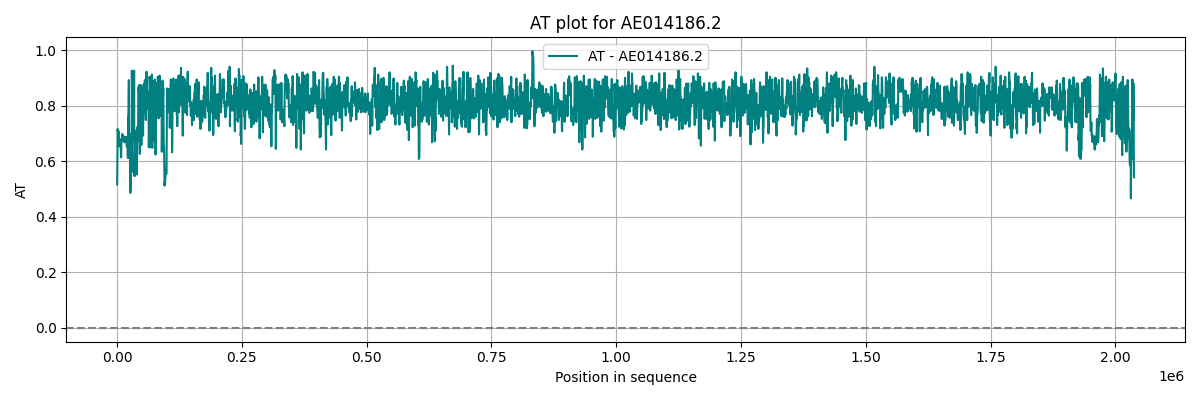 AT plot for AE014186.2
AT - AE014186.2
1.0
0.8
0.6
0.4
0.2
0.0
AT
0.00 0.25 0.50 0.75 1.00 1.25 1.50 1.75 2.00
1e6
Position in sequence